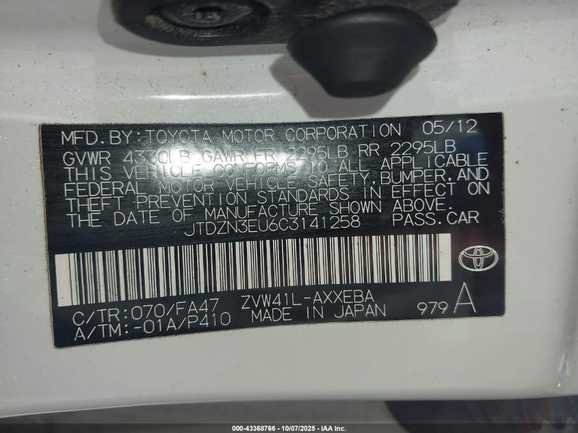 MFD. BY: TOYOTA MOTOR CORPORATION 05/12
GVWR 4330LB GAWR FR 2295LB RR 2295LB
THIS VEHICLE CONFORMS TO ALL APPLICABLE
FEDERAL MOTOR VEHICLE SAFETY, BUMPER, AND
THEFT PREVENTION STANDARDS IN EFFECT ON
THE DATE OF MANUFACTURE SHOWN ABOVE.
JTDZN3EU6C3141258 PASS.CAR
C/TR:070/FA47 ZVW41L-AXXEBA
A/TM:-01A/P410 MADE IN JAPAN 979 A
000-43368766 - 10/07/2025 - IAA Inc.